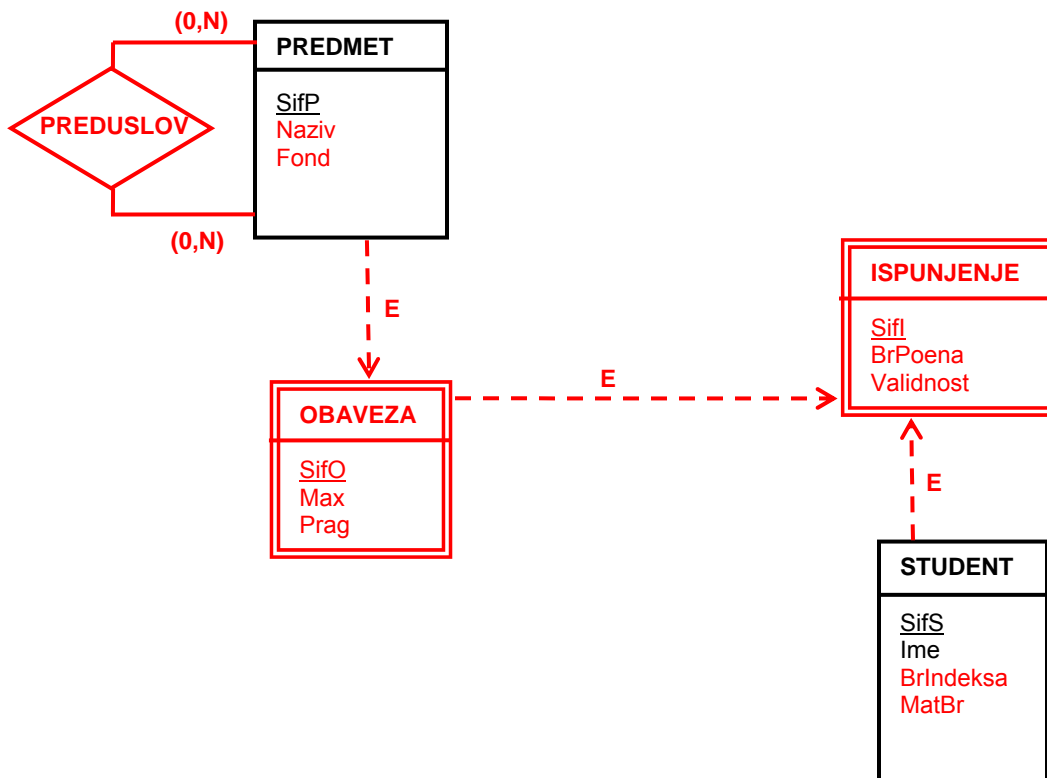 (0,N)
PREDMET
PREDUSLOV
SifP
Naziv
Fond
(0,N)
E
ISPUNJENJE
SifI
BrPoena
Validnost
E
OBAVEZA
SifO
Max
Prag
E
STUDENT
SifS
Ime
BrIndeksa
MatBr